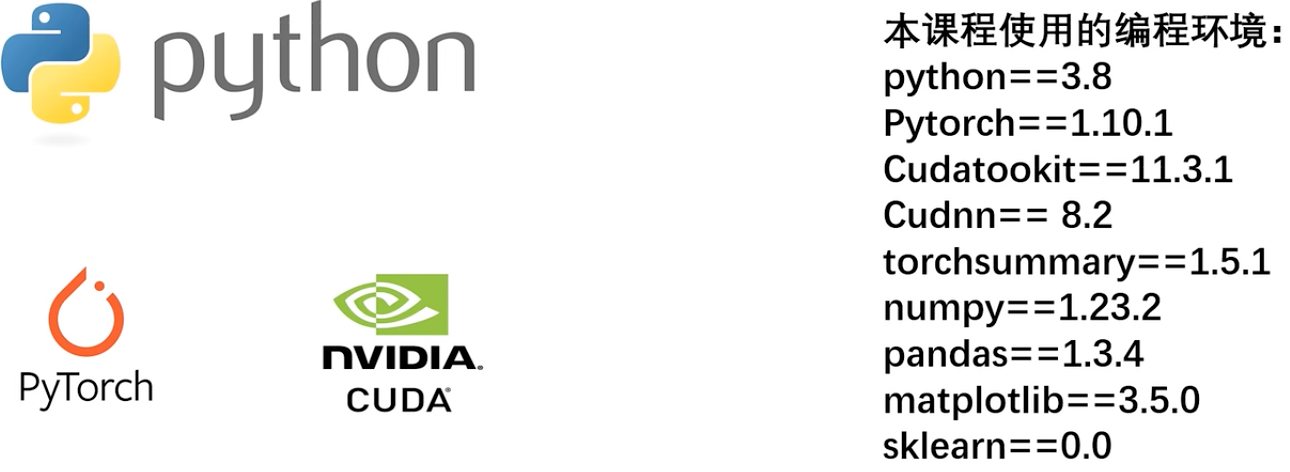 python
PyTorch
NVIDIA.
CUDA®
本课程使用的编程环境：
python==3.8
Pytorch==1.10.1
Cudatookit==11.3.1
Cudnn== 8.2
torchsummary==1.5.1
numpy==1.23.2
pandas==1.3.4
matplotlib==3.5.0
sklearn==0.0